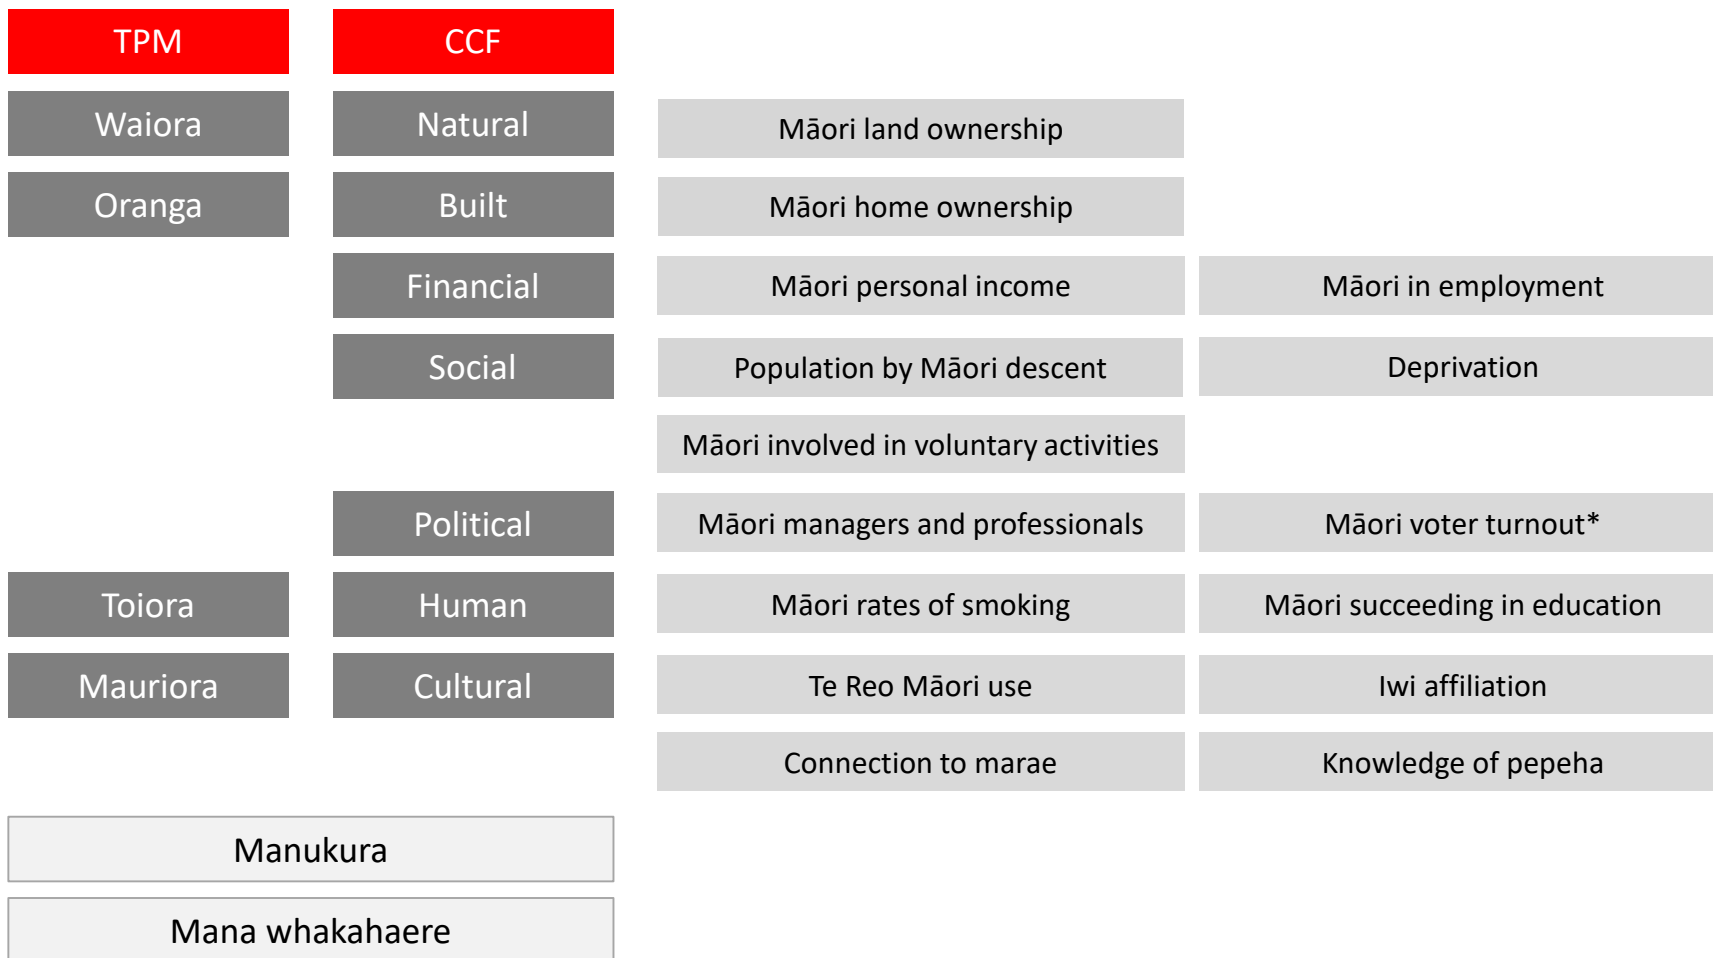 TPM
CCF
Waiora
Natural
Māori land ownership
Oranga
Built
Māori home ownership
Financial
Māori personal income
Māori in employment
Social
Population by Māori descent
Deprivation
Māori involved in voluntary activities
Political
Māori managers and professionals
Māori voter turnout*
Toiora
Human
Māori rates of smoking
Māori succeeding in education
Mauriora
Cultural
Te Reo Māori use
Iwi affiliation
Connection to marae
Knowledge of pepeha
Manukura
Mana whakahaere